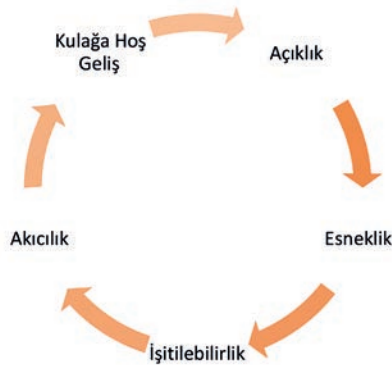 Kulağa Hoş
Geliş
Açıklık
Esneklik
İşitilebilirlik
Akıcılık